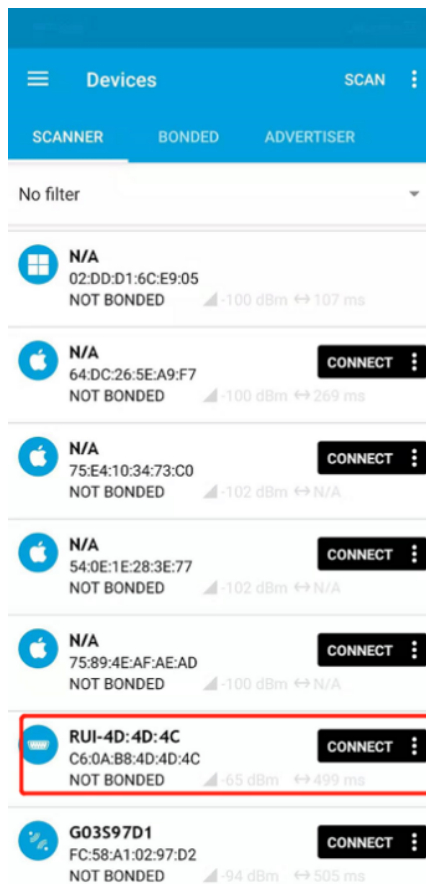 Devices
SCAN
SCANNER
BONDED
ADVERTISER
No filter
N/A
02:DD:D1:6C:E9:05
NOT BONDED
-100 dBm ↔ 107 ms
N/A
CONNECT
64:DC:26:5E:A9:F7
NOT BONDED
-100 dBm ↔ 269 ms
N/A
CONNECT
75:E4:10:34:73:C0
NOT BONDED
-102 dBm ↔ N/A
N/A
CONNECT
54:0E:1E:28:3E:77
NOT BONDED
-102 dBm ↔ N/A
N/A
CONNECT
75:89:4E:AF:AE:AD
NOT BONDED
-100 dBm ↔ N/A
RUI-4D:4D:4C
CONNECT
C6:0A:B8:4D:4D:4C
NOT BONDED
-65 dBm ↔ 499 ms
G03S97D1
CONNECT
FC:58:A1:02:97:D2
NOT BONDED
-94 dBm ↔ 505 ms